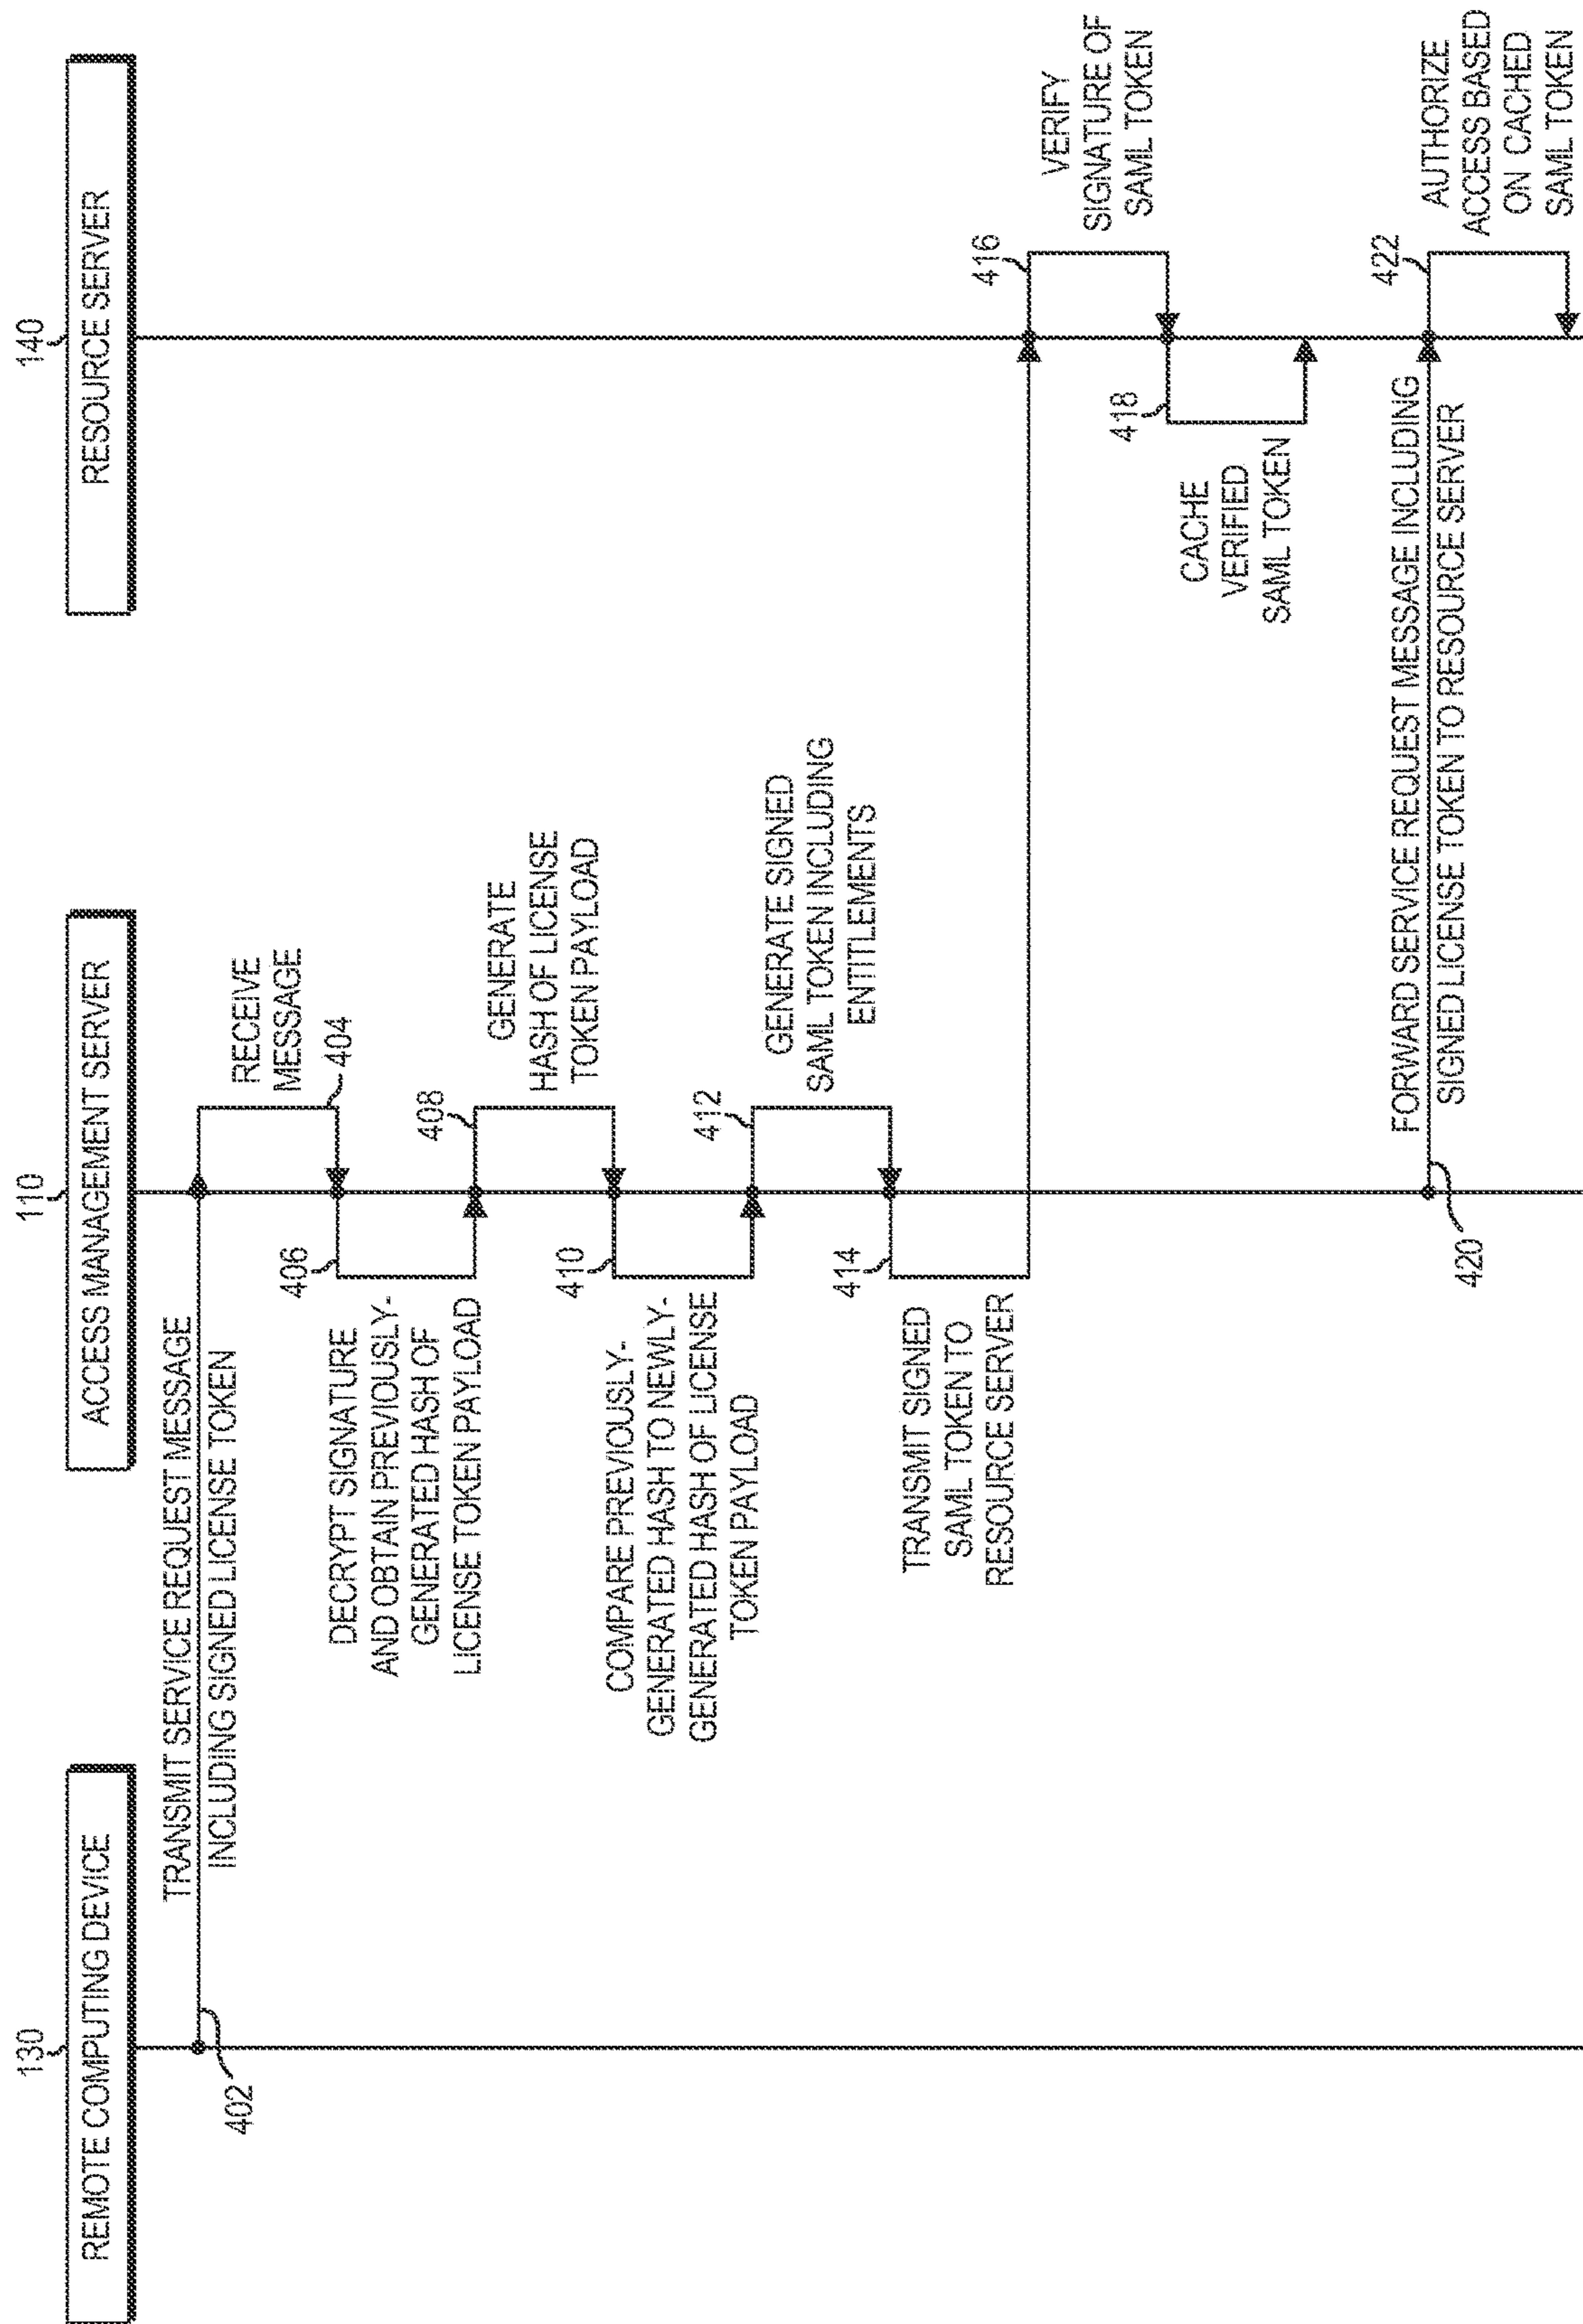 130
REMOTE COMPUTING DEVICE
110
ACCESS MANAGEMENT SERVER
140
RESOURCE SERVER
TRANSMIT SERVICE REQUEST MESSAGE
INCLUDING SIGNED LICENSE TOKEN
402
RECEIVE
MESSAGE
404
406
DECRYPT SIGNATURE
AND OBTAIN PREVIOUSLY-
GENERATED HASH OF
LICENSE TOKEN PAYLOAD
408
GENERATE
HASH OF LICENSE
TOKEN PAYLOAD
410
COMPARE PREVIOUSLY-
GENERATED HASH TO NEWLY-
GENERATED HASH OF LICENSE
TOKEN PAYLOAD
412
GENERATE SIGNED
SAML TOKEN INCLUDING
ENTITLEMENTS
414
TRANSMIT SIGNED
SAML TOKEN TO
RESOURCE SERVER
416
VERIFY
SIGNATURE OF
SAML TOKEN
418
CACHE
VERIFIED
SAML TOKEN
FORWARD SERVICE REQUEST MESSAGE INCLUDING
SIGNED LICENSE TOKEN TO RESOURCE SERVER
420
422
AUTHORIZE
ACCESS BASED
ON CACHED
SAML TOKEN